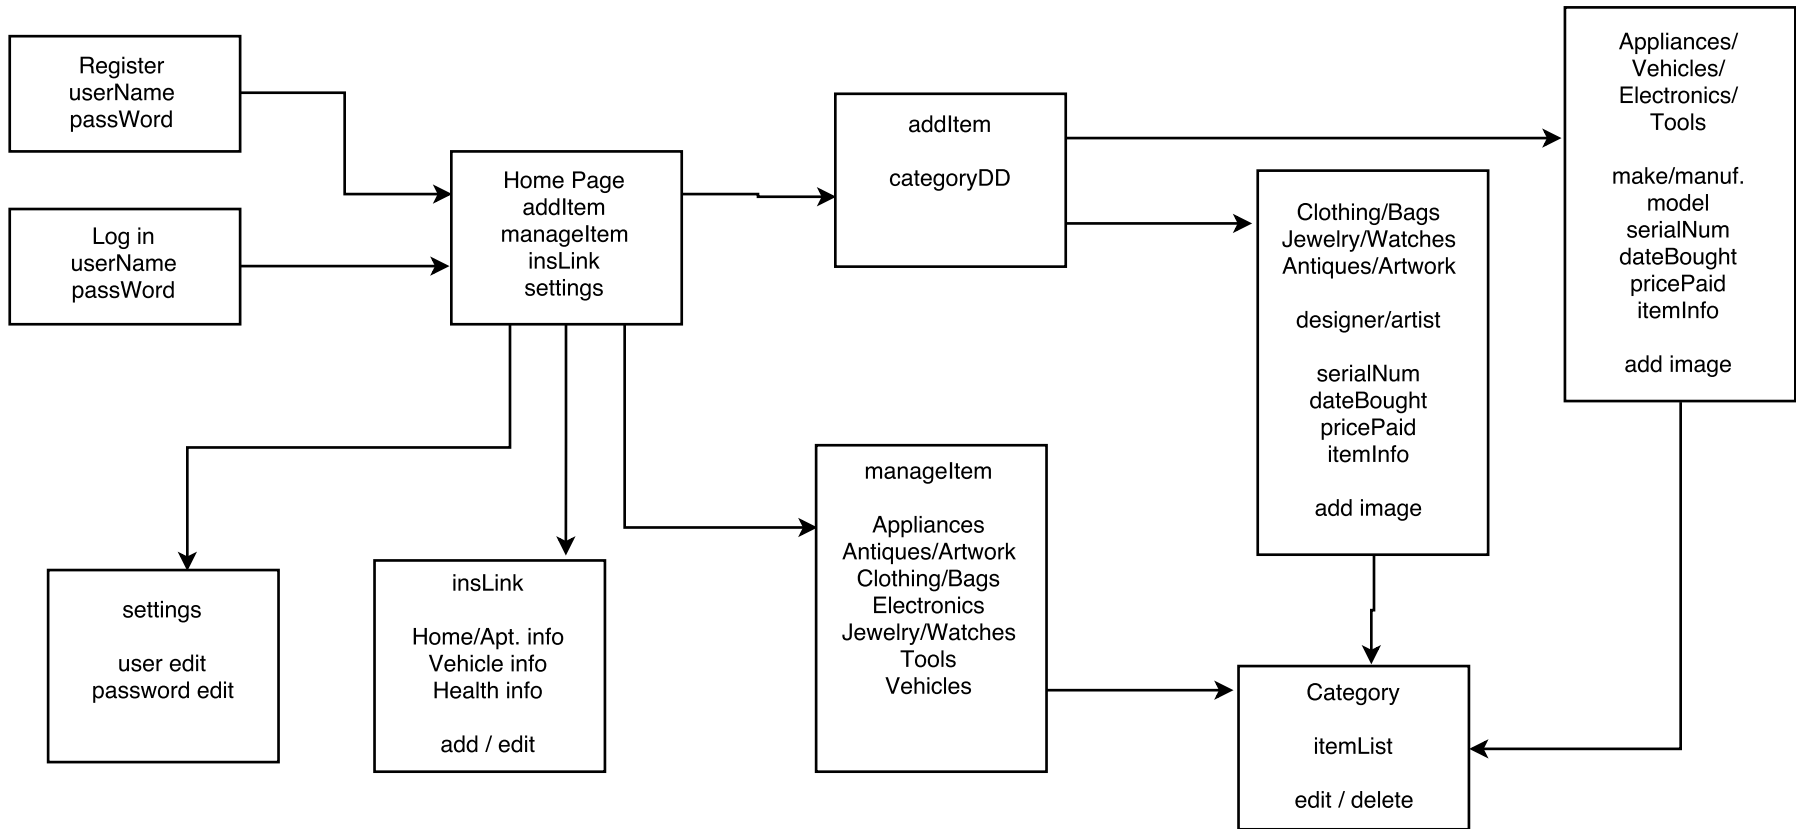 Register
userName
passWord
Log in
userName
passWord
Home Page
addItem
manageItem
insLink
settings
addItem
categoryDD
Appliances/
Vehicles/
Electronics/
Tools
make/manuf.
model
serialNum
dateBought
pricePaid
itemInfo
add image
Clothing/Bags
Jewelry/Watches
Antiques/Artwork
designer/artist
serialNum
dateBought
pricePaid
itemInfo
add image
settings
user edit
password edit
insLink
Home/Apt. info
Vehicle info
Health info
add / edit
manageItem
Appliances
Antiques/Artwork
Clothing/Bags
Electronics
Jewelry/Watches
Tools
Vehicles
Category
itemList
edit / delete